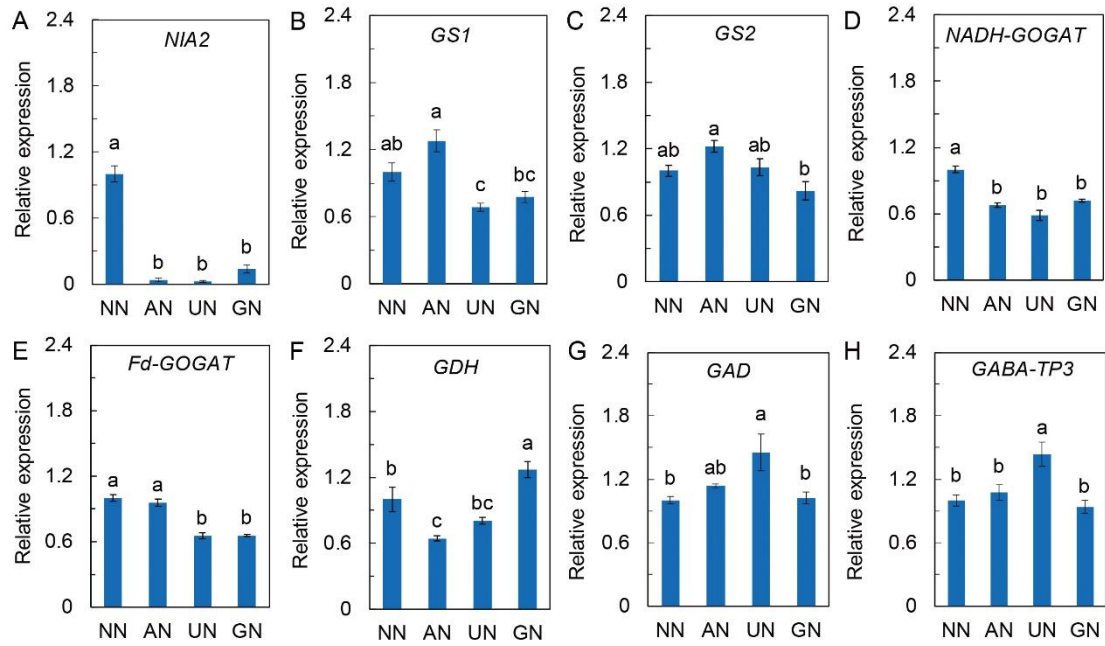 A
NIA2
Relative expression
2.4
1.8
1.2
0.6
0
a
b
b
b
NN AN UN GN
B
GS1
Relative expression
2.4
1.8
1.2
0.6
0
ab
a
c
bc
NN AN UN GN
C
GS2
Relative expression
2.4
1.8
1.2
0.6
0
ab
a
ab
b
NN AN UN GN
D
NADH-GOGAT
Relative expression
2.4
1.8
1.2
0.6
0
a
b
b
b
NN AN UN GN
E
Fd-GOGAT
Relative expression
2.4
1.8
1.2
0.6
0
a
a
b
b
NN AN UN GN
F
GDH
Relative expression
2.4
1.8
1.2
0.6
0
b
c
bc
a
NN AN UN GN
G
GAD
Relative expression
2.4
1.8
1.2
0.6
0
b
ab
a
b
NN AN UN GN
H
GABA-TP3
Relative expression
2.4
1.8
1.2
0.6
0
b
b
a
b
NN AN UN GN